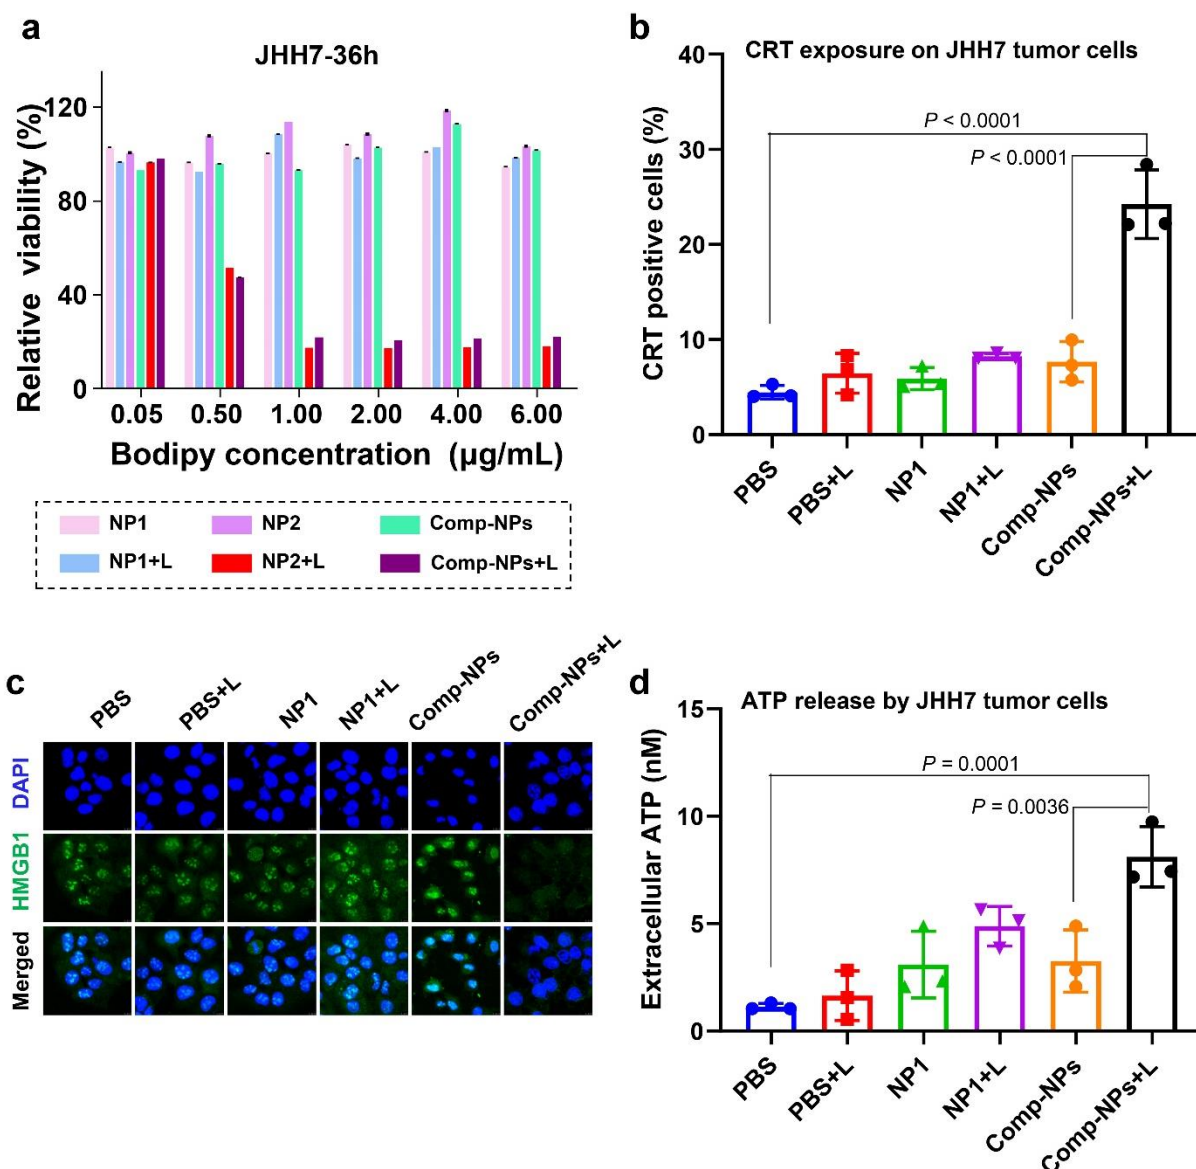 a
JHH7-36h
Relative viability (%)
120
80
40
0
0.05 0.50 1.00 2.00 4.00 6.00
Bodipy concentration (µg/mL)
NP1 NP2 Comp-NPs
NP1+L NP2+L Comp-NPs+L
b
CRT exposure on JHH7 tumor cells
CRT positive cells (%)
40
30
20
10
0
P < 0.0001
P < 0.0001
PBS PBS+L NP1 NP1+L Comp-NPs Comp-NPs+L
c
PBS PBS+L NP1 NP1+L Comp-NPs Comp-NPs+L
DAPI
HMGB1
Merged
d
ATP release by JHH7 tumor cells
Extracellular ATP (nM)
15
10
5
0
P = 0.0001
P = 0.0036
PBS PBS+L NP1 NP1+L Comp-NPs Comp-NPs+L